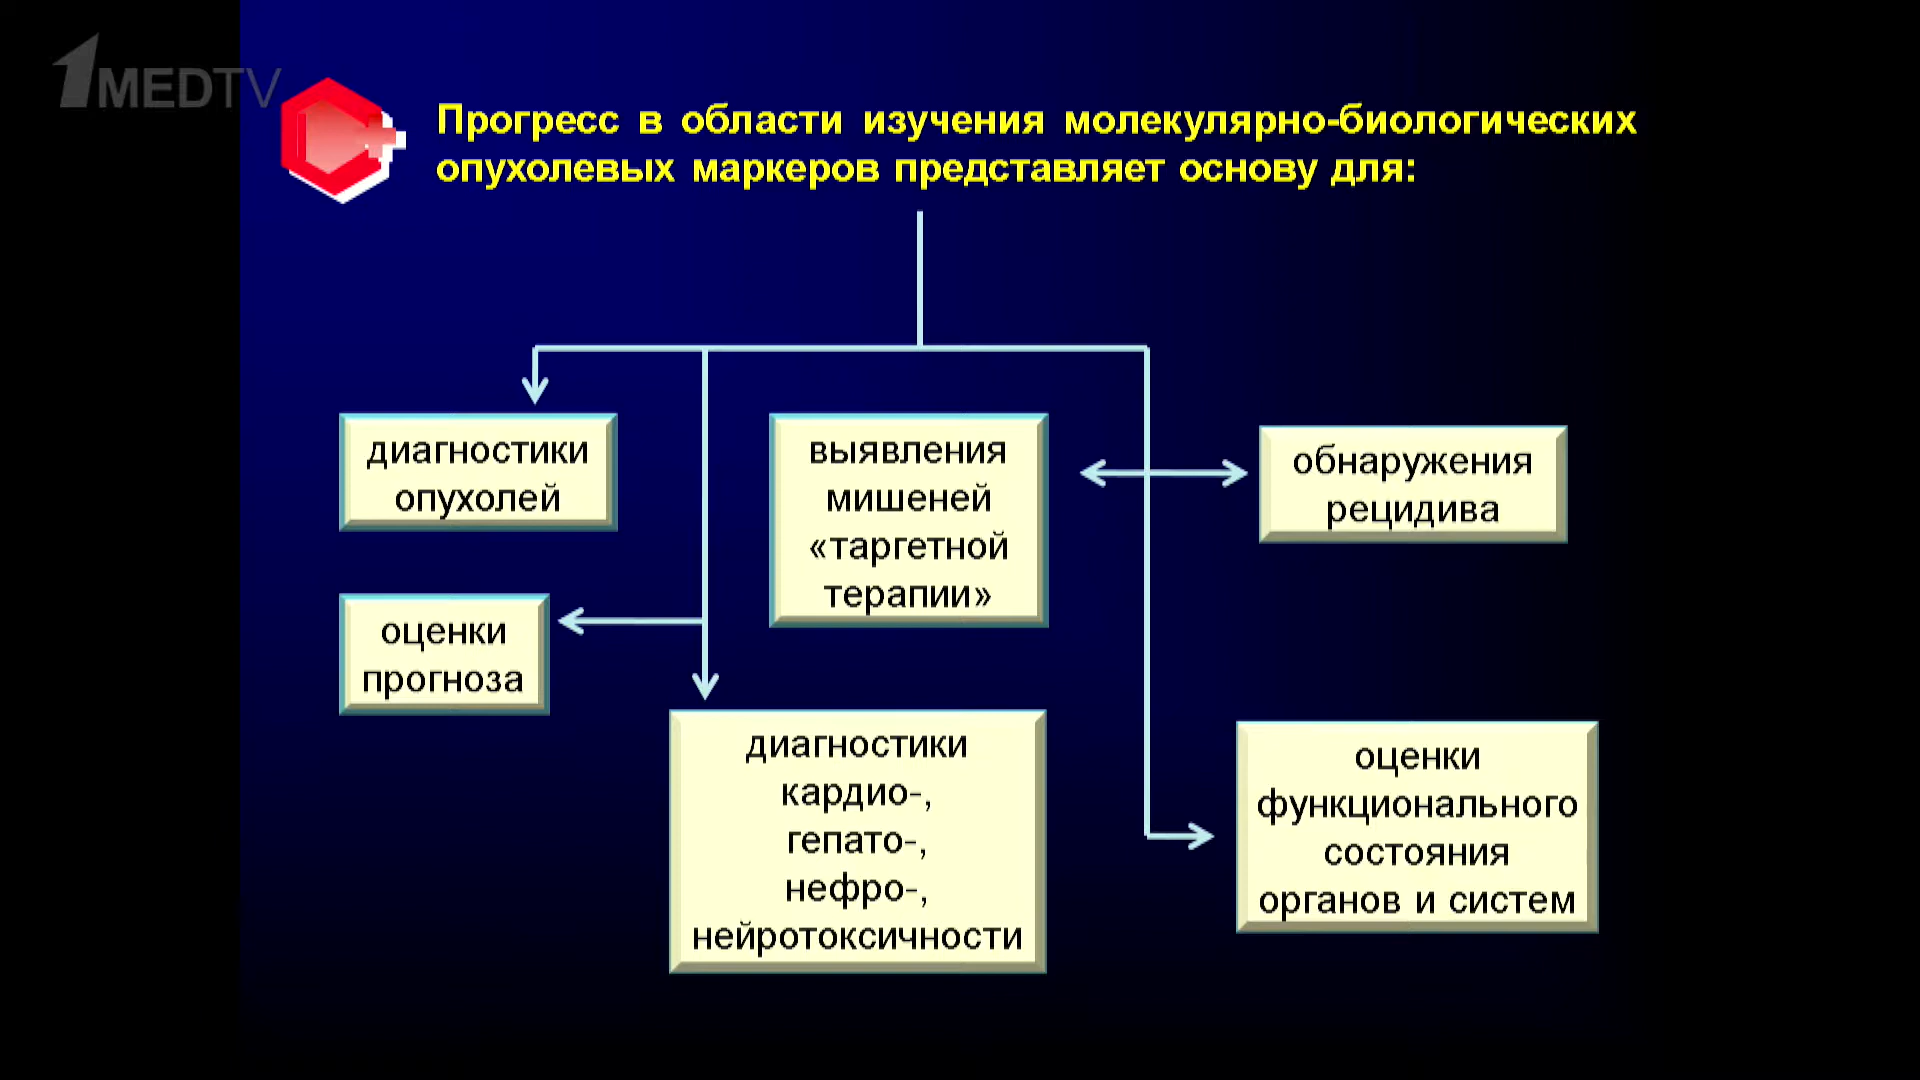 1MEDTV
Прогресс в области изучения молекулярно-биологических
опухолевых маркеров представляет основу для:
диагностики
опухолей
выявления
мишеней
«таргетной
терапии»
обнаружения
рецидива
оценки
прогноза
диагностики
кардио-,
гепато-,
нефро-,
нейротоксичности
оценки
функционального
состояния
органов и систем